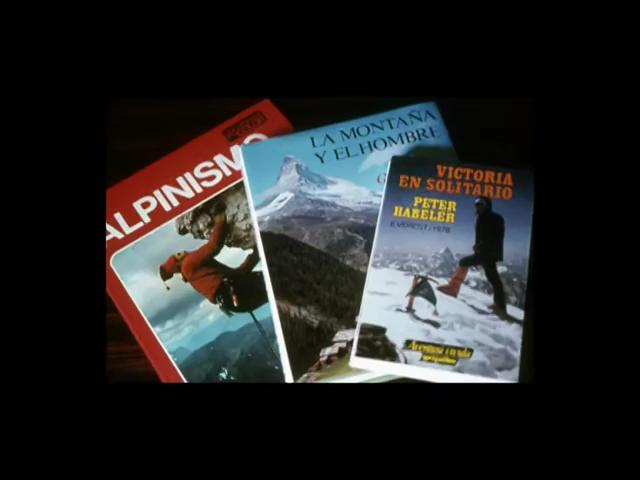 ALPINISMO
LA MONTAÑA
Y EL HOMBRE
G
VICTORIA
EN SOLITARIO
PETER
HABELER
EVEREST, 1978